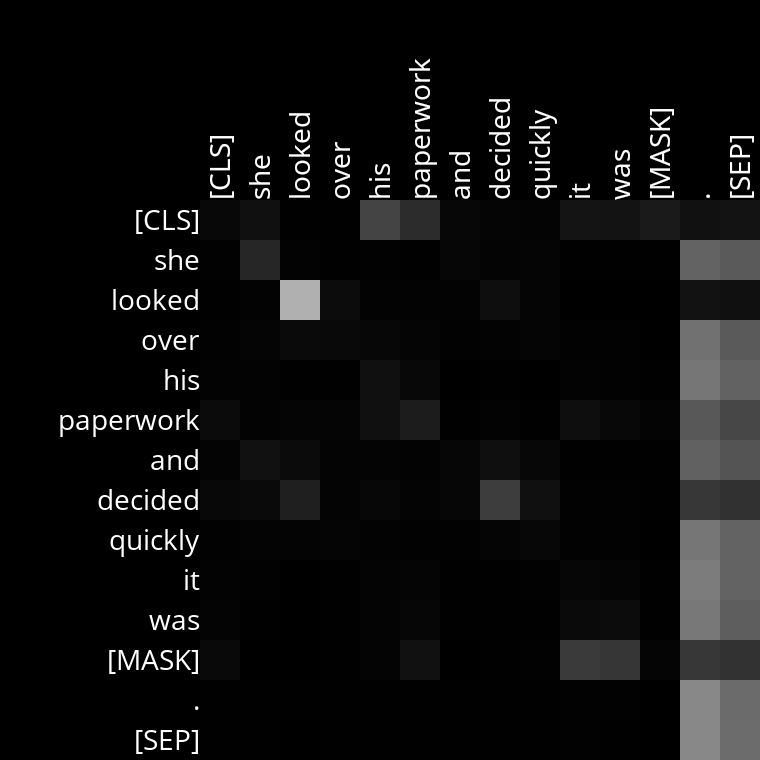 [CLS] she looked over his paperwork and decided quickly it was [MASK] . [SEP]
[CLS]
she
looked
over
his
paperwork
and
decided
quickly
it
was
[MASK]
.
[SEP]